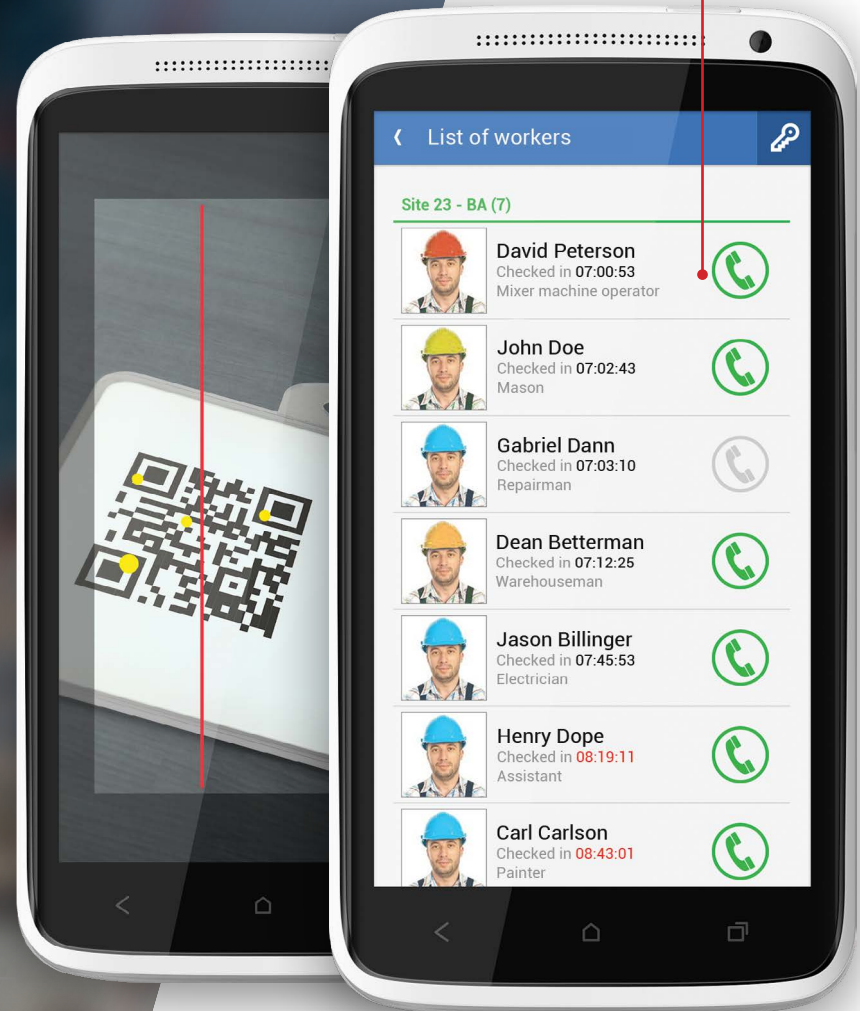 List of workers
Site 23 - BA (7)
David Peterson
Checked in 07:00:53
Mixer machine operator
John Doe
Checked in 07:02:43
Mason
Gabriel Dann
Checked in 07:03:10
Repairman
Dean Betterman
Checked in 07:12:25
Warehouseman
Jason Billinger
Checked in 07:45:53
Electrician
Henry Dope
Checked in 08:19:11
Assistant
Carl Carlson
Checked in 08:43:01
Painter